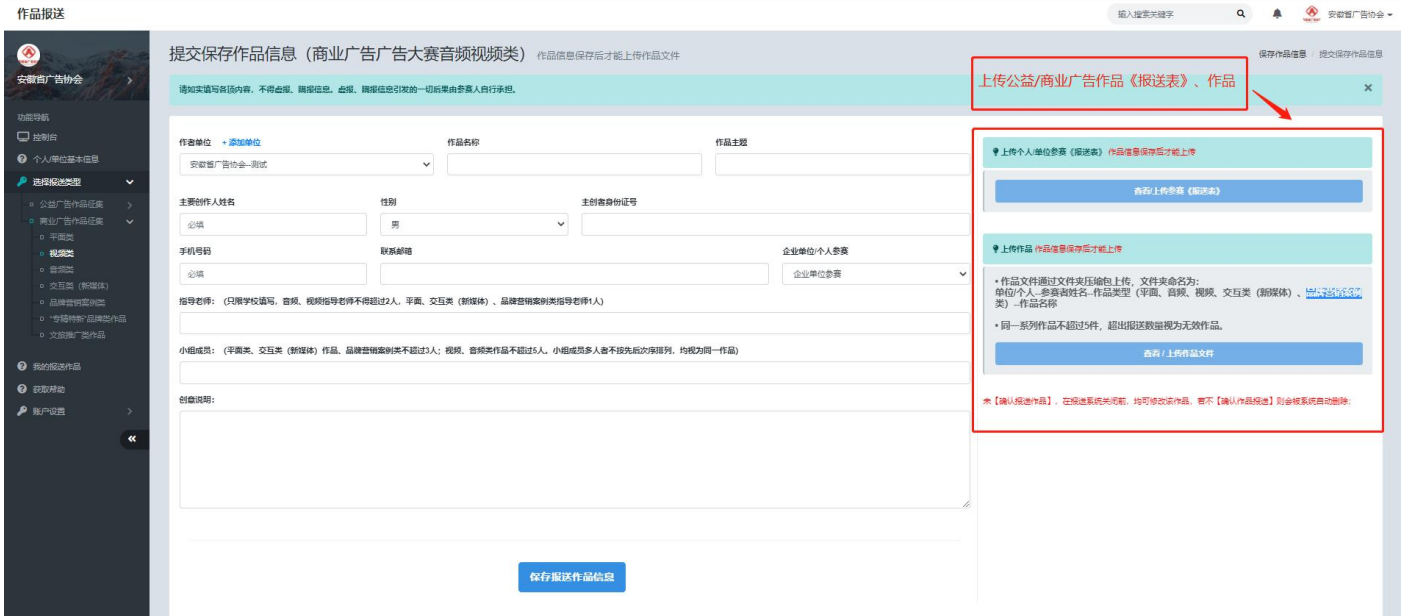 作品报送
插入搜索关键字
安徽省广告协会
安徽省广告协会
功能导航
控制台
个人/单位基本信息
选择报送类型
公益广告作品征集
商业广告作品征集
平面类
视频类
音频类
交互类（新媒体）
品牌营销案例类
"专精特新"品牌类作品
文旅推广类作品
我的报送作品
获取帮助
账户设置
提交保存作品信息（商业广告广告大赛音频视频类） 作品信息保存后才能上传作品文件
保存作品信息 / 提交保存作品信息
请如实填写各项内容，不得虚报、瞒报信息。虚报、瞒报信息引发的一切后果由参赛人自行承担。
上传公益/商业广告作品《报送表》、作品
作者单位 + 添加单位
作品名称
作品主题
安徽省广告协会--测试
主要创作人姓名
性别
主创者身份证号
必填
男
手机号码
联系邮箱
企业单位/个人参赛
必填
企业单位参赛
指导老师：（只限学校填写，音频、视频指导老师不得超过2人，平面、交互类（新媒体）、品牌营销案例类指导老师1人）
小组成员：（平面类、交互类（新媒体）作品、品牌营销案例类不超过3人；视频、音频类作品不超过5人。小组成员多人者不按先后次序排列，均视为同一作品）
创意说明：
保存报送作品信息
上传个人/单位参赛《报送表》 作品信息保存后才能上传
查看/上传参赛《报送表》
上传作品 作品信息保存后才能上传
• 作品文件通过文件夹压缩包上传，文件夹命名为：
单位/个人--参赛者姓名--作品类型（平面、音频、视频、交互类（新媒体）、品牌营销案例
类）--作品名称
• 同一系列作品不超过5件，超出报送数量视为无效作品。
查看 / 上传作品文件
未【确认报送作品】，在报送系统关闭前，均可修改该作品，若不【确认作品报送】则会被系统自动删除；